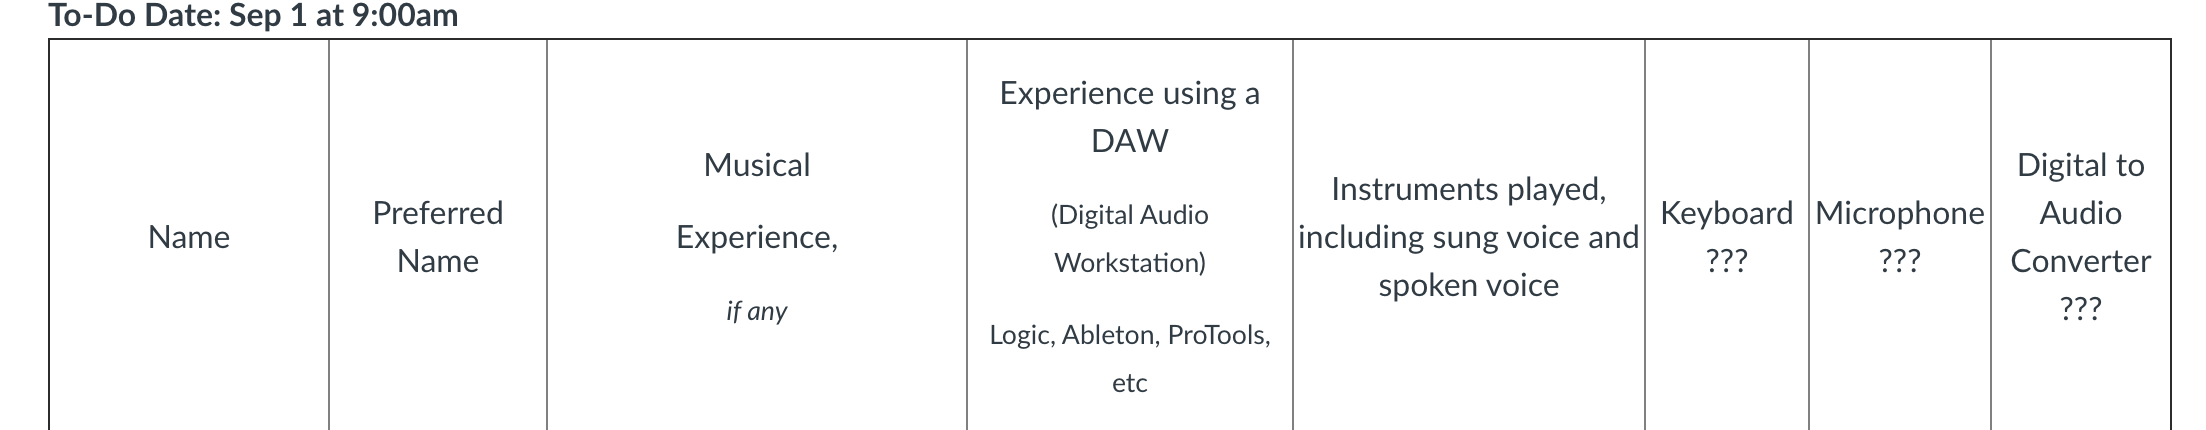 To-Do Date: Sep 1 at 9:00am
Name
Preferred
Name
Musical
Experience,
if any
Experience using a
DAW
(Digital Audio
Workstation)
Logic, Ableton, ProTools,
etc
Instruments played,
including sung voice and
spoken voice
Keyboard
???
Microphone
???
Digital to
Audio
Converter
???